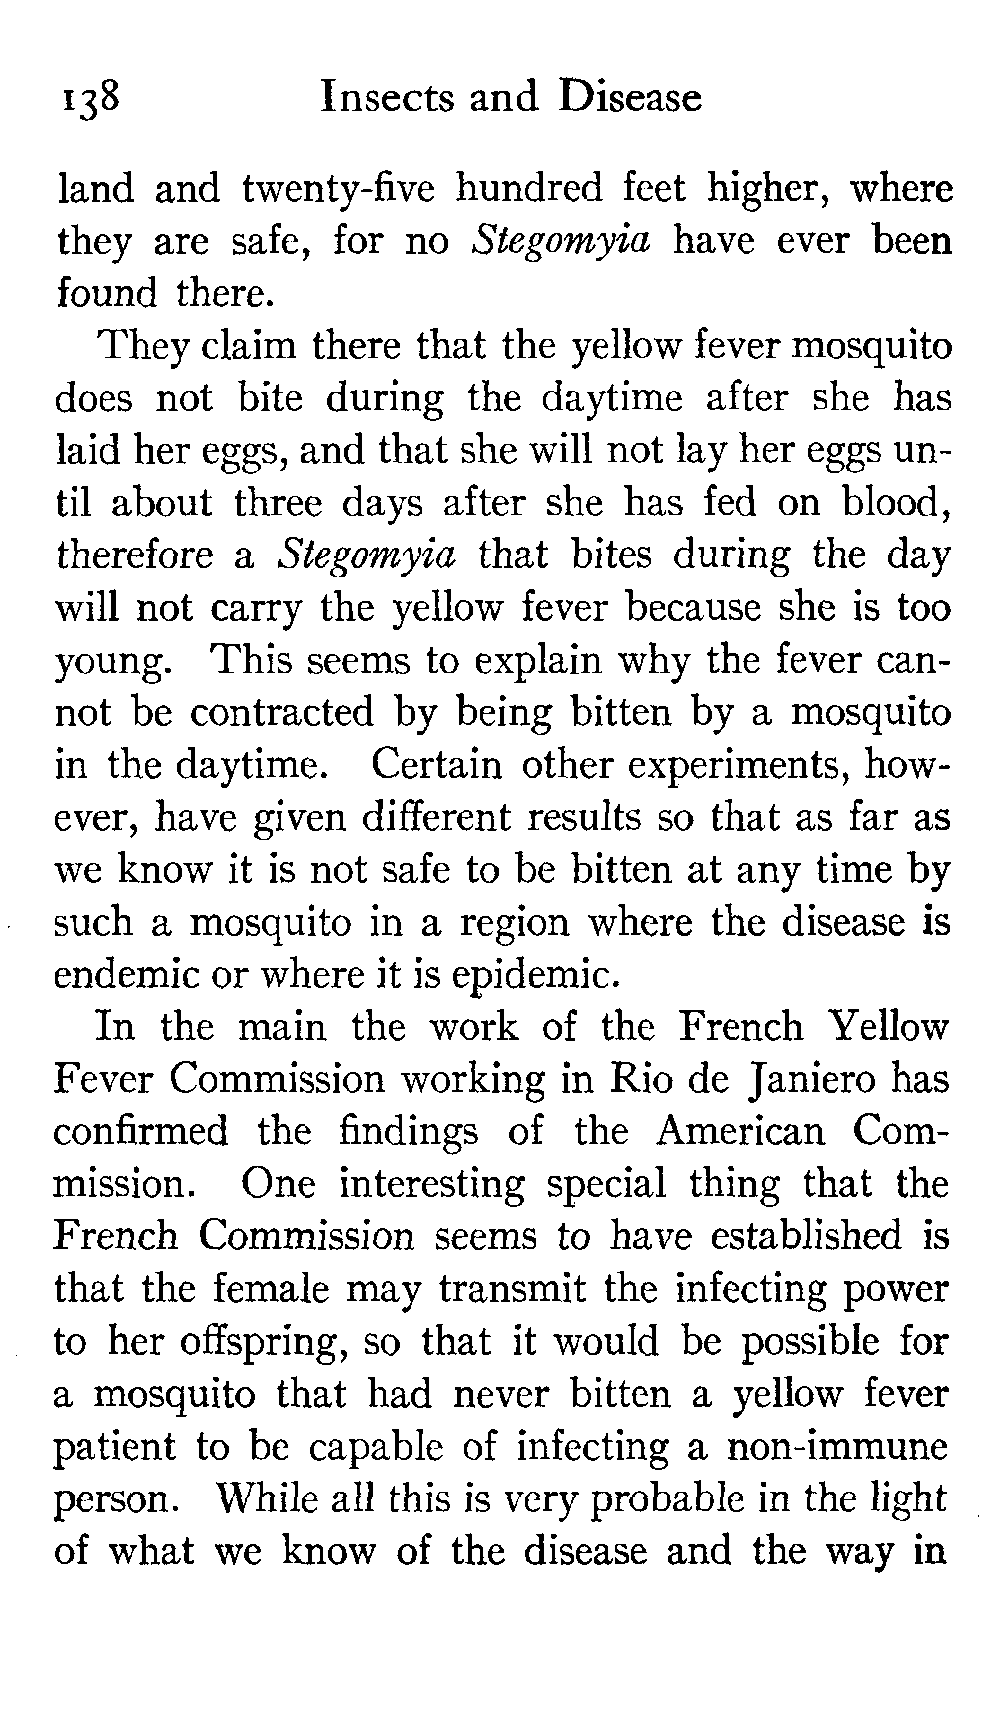 138 Insects and Disease
land and twenty-five hundred feet higher, where
they are safe, for no Stegomyia have ever been
found there.
They claim there that the yellow fever mosquito
does not bite during the daytime after she has
laid her eggs, and that she will not lay her eggs un-
til about three days after she has fed on blood,
therefore a Stegomyia that bites during the day
will not carry the yellow fever because she is too
young. This seems to explain why the fever can-
not be contracted by being bitten by a mosquito
in the daytime. Certain other experiments, how-
ever, have given different results so that as far as
we know it is not safe to be bitten at any time by
such a mosquito in a region where the disease is
endemic or where it is epidemic.
In the main the work of the French Yellow
Fever Commission working in Rio de Janiero has
confirmed the findings of the American Com-
mission. One interesting special thing that the
French Commission seems to have established is
that the female may transmit the infecting power
to her offspring, so that it would be possible for
a mosquito that had never bitten a yellow fever
patient to be capable of infecting a non-immune
person. While all this is very probable in the light
of what we know of the disease and the way in